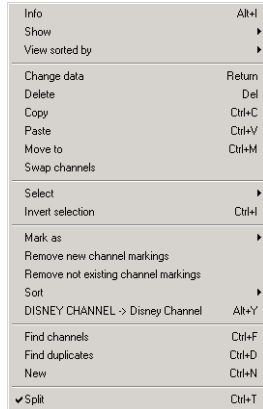 Info Alt+I
Show
View sorted by
Change data Return
Delete Del
Copy Ctrl+C
Paste Ctrl+V
Move to Ctrl+M
Swap channels
Select
Invert selection Ctrl+I
Mark as
Remove new channel markings
Remove not existing channel markings
Sort
DISNEY CHANNEL -> Disney Channel Alt+Y
Find channels Ctrl+F
Find duplicates Ctrl+D
New Ctrl+N
Split Ctrl+T